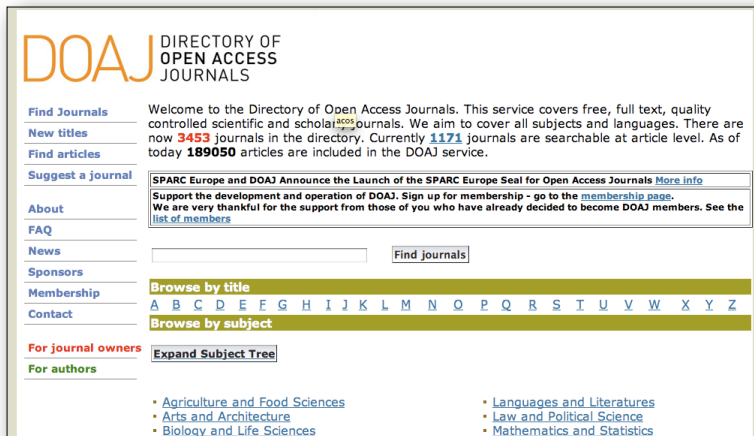 DOAJ DIRECTORY OF
OPEN ACCESS
JOURNALS
Find Journals
New titles
Find articles
Suggest a journal
About
FAQ
News
Sponsors
Membership
Contact
For journal owners
For authors
Welcome to the Directory of Open Access Journals. This service covers free, full text, quality
controlled scientific and scholarly journals. We aim to cover all subjects and languages. There are
now 3453 journals in the directory. Currently 1171 journals are searchable at article level. As of
today 189050 articles are included in the DOAJ service.
acos
SPARC Europe and DOAJ Announce the Launch of the SPARC Europe Seal for Open Access Journals More info
Support the development and operation of DOAJ. Sign up for membership - go to the membership page.
We are very thankful for the support from those of you who have already decided to become DOAJ members. See the
list of members
Find journals
Browse by title
A B C D E F G H I J K L M N O P Q R S T U V W X Y Z
Browse by subject
Expand Subject Tree
Agriculture and Food Sciences
Arts and Architecture
Biology and Life Sciences
Languages and Literatures
Law and Political Science
Mathematics and Statistics